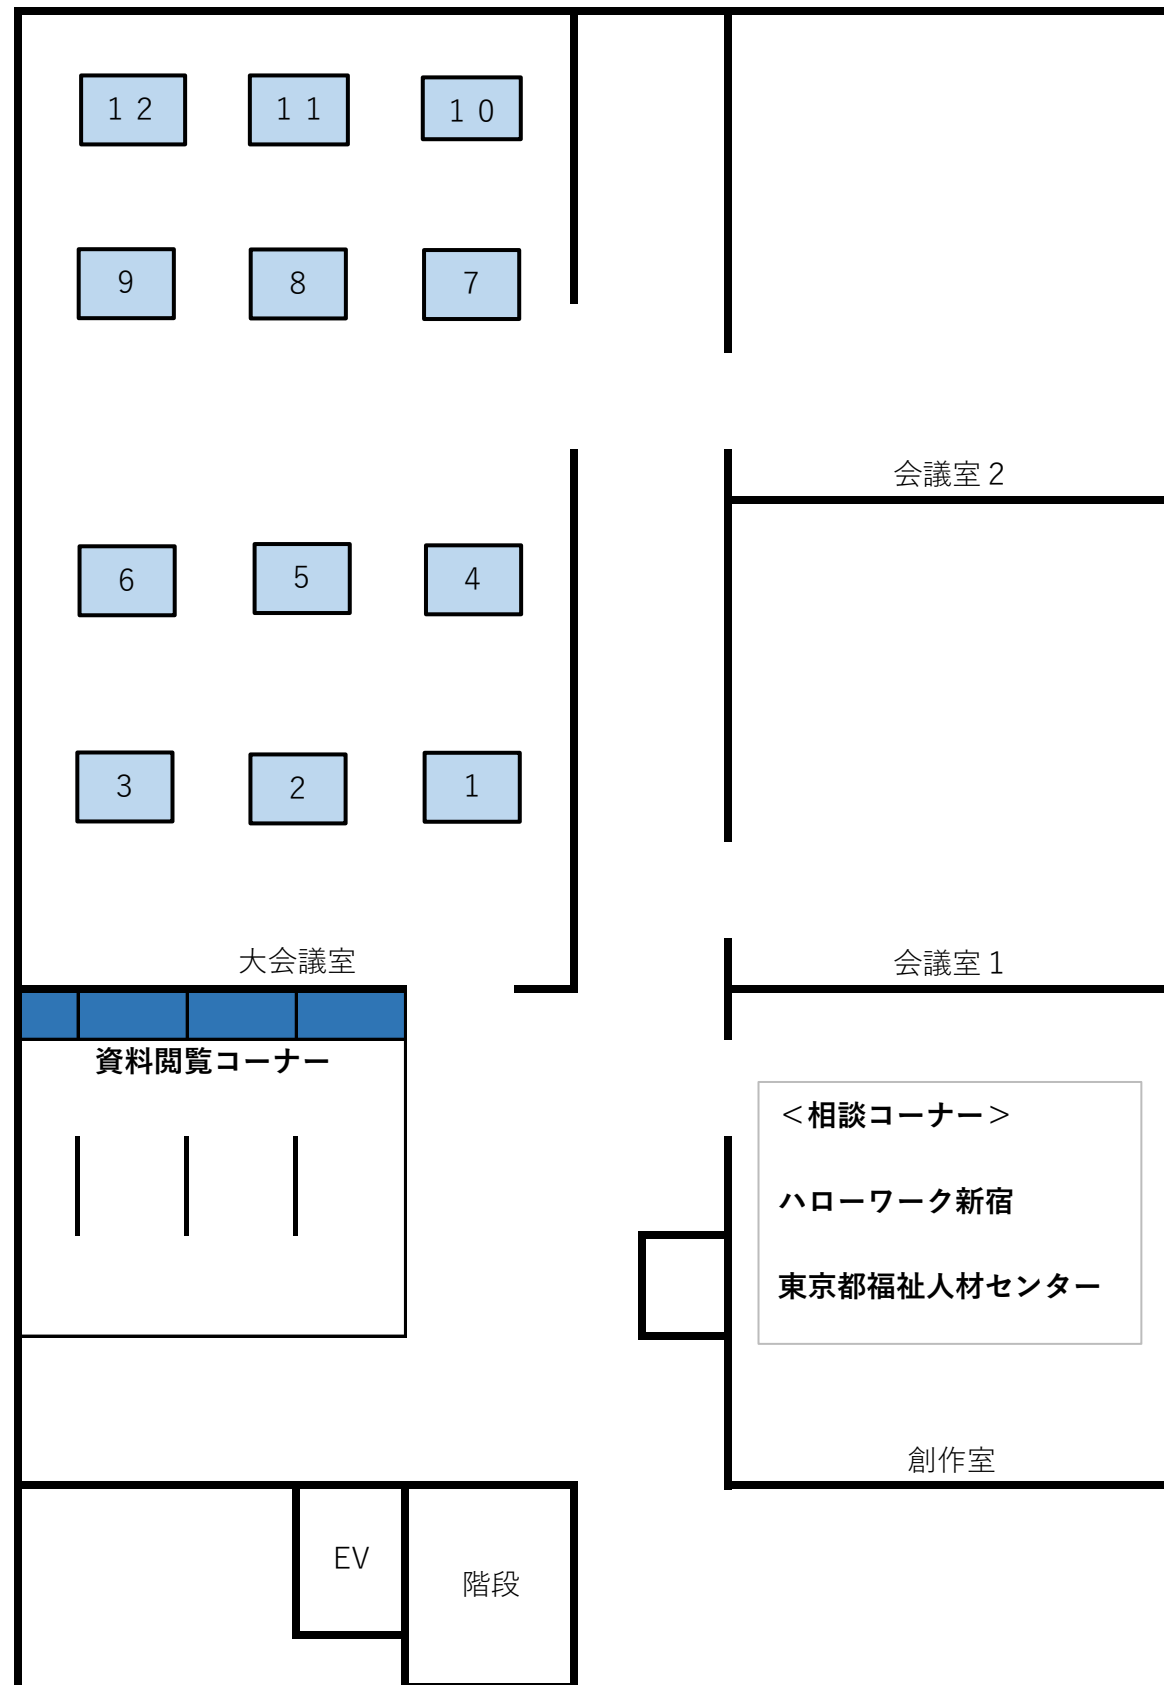 １２ １１ １０
９ ８ ７
会議室２
６ ５ ４
３ ２ １
大会議室
会議室１
資料閲覧コーナー
＜相談コーナー＞
ハローワーク新宿
東京都福祉人材センター
創作室
EV
階段